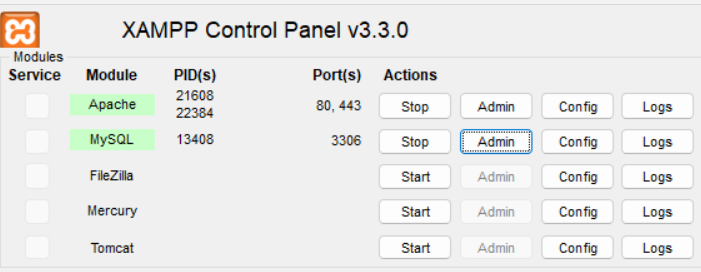 XAMPP Control Panel v3.3.0
Modules
Service Module PID(s) Port(s) Actions
Apache 21608 22384 80, 443 Stop Admin Config Logs
MySQL 13408 3306 Stop Admin Config Logs
FileZilla Start Admin Config Logs
Mercury Start Admin Config Logs
Tomcat Start Admin Config Logs